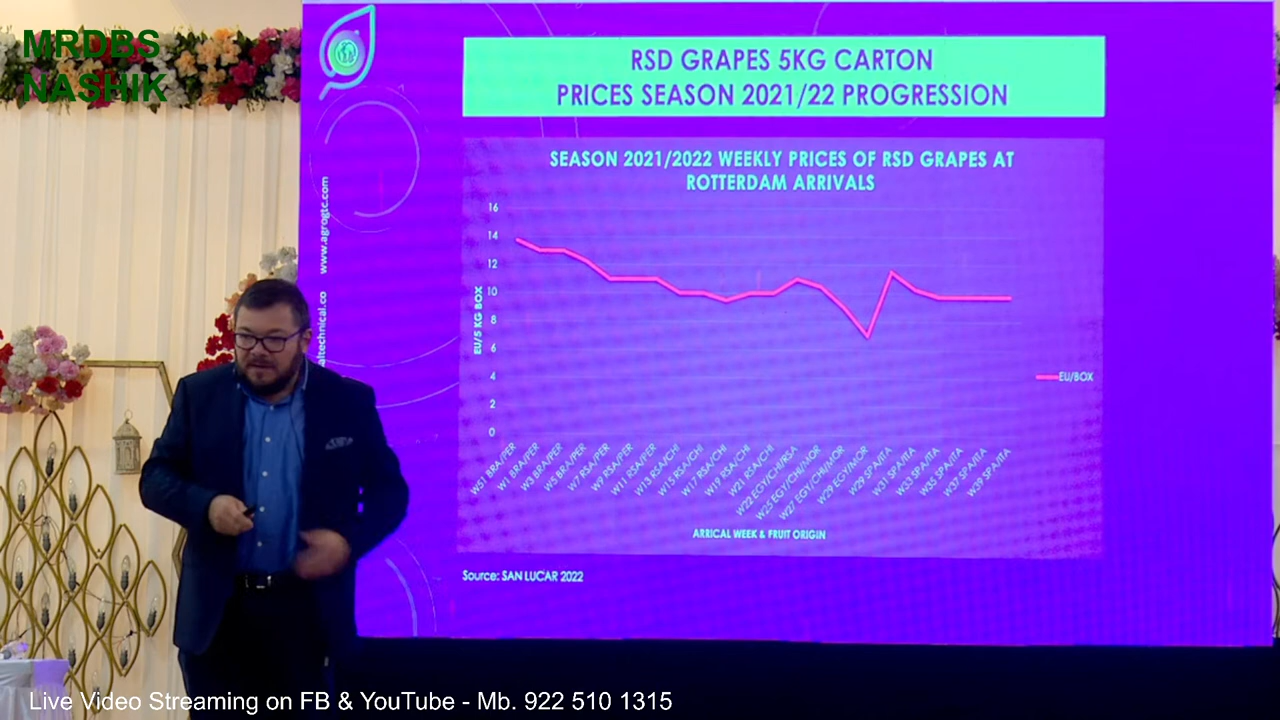 MRDBS
NASHIK
RSD GRAPES 5KG CARTON
PRICES SEASON 2021/22 PROGRESSION
SEASON 2021/2022 WEEKLY PRICES OF RSD GRAPES AT
ROTTERDAM ARRIVALS
www.agrogtc.com
altechnical.co
EU/5 KG BOX
16
14
12
10
8
6
4
2
0
EU/BOX
W51 BRA/PER
W1 BRA/PER
W3 BRA/PER
W5 BRA/PER
W7 RSA/PER
W9 RSA/PER
W11 RSA/PER
W13 RSA/CHI
W15 RSA/CHI
W17 RSA/CHI
W19 RSA/CHI
W21 RSA/CHI
W22 EGY/CHI/RSA
W25 EGY/CHI/MOR
W27 EGY/CHI/MOR
W29 EGY/MOR
W29 SPA/ITA
W31 SPA/ITA
W33 SPA/ITA
W35 SPA/ITA
W37 SPA/ITA
W39 SPA/ITA
ARRICAL WEEK & FRUIT ORIGIN
Source: SAN LUCAR 2022
Live Video Streaming on FB & YouTube - Mb. 922 510 1315